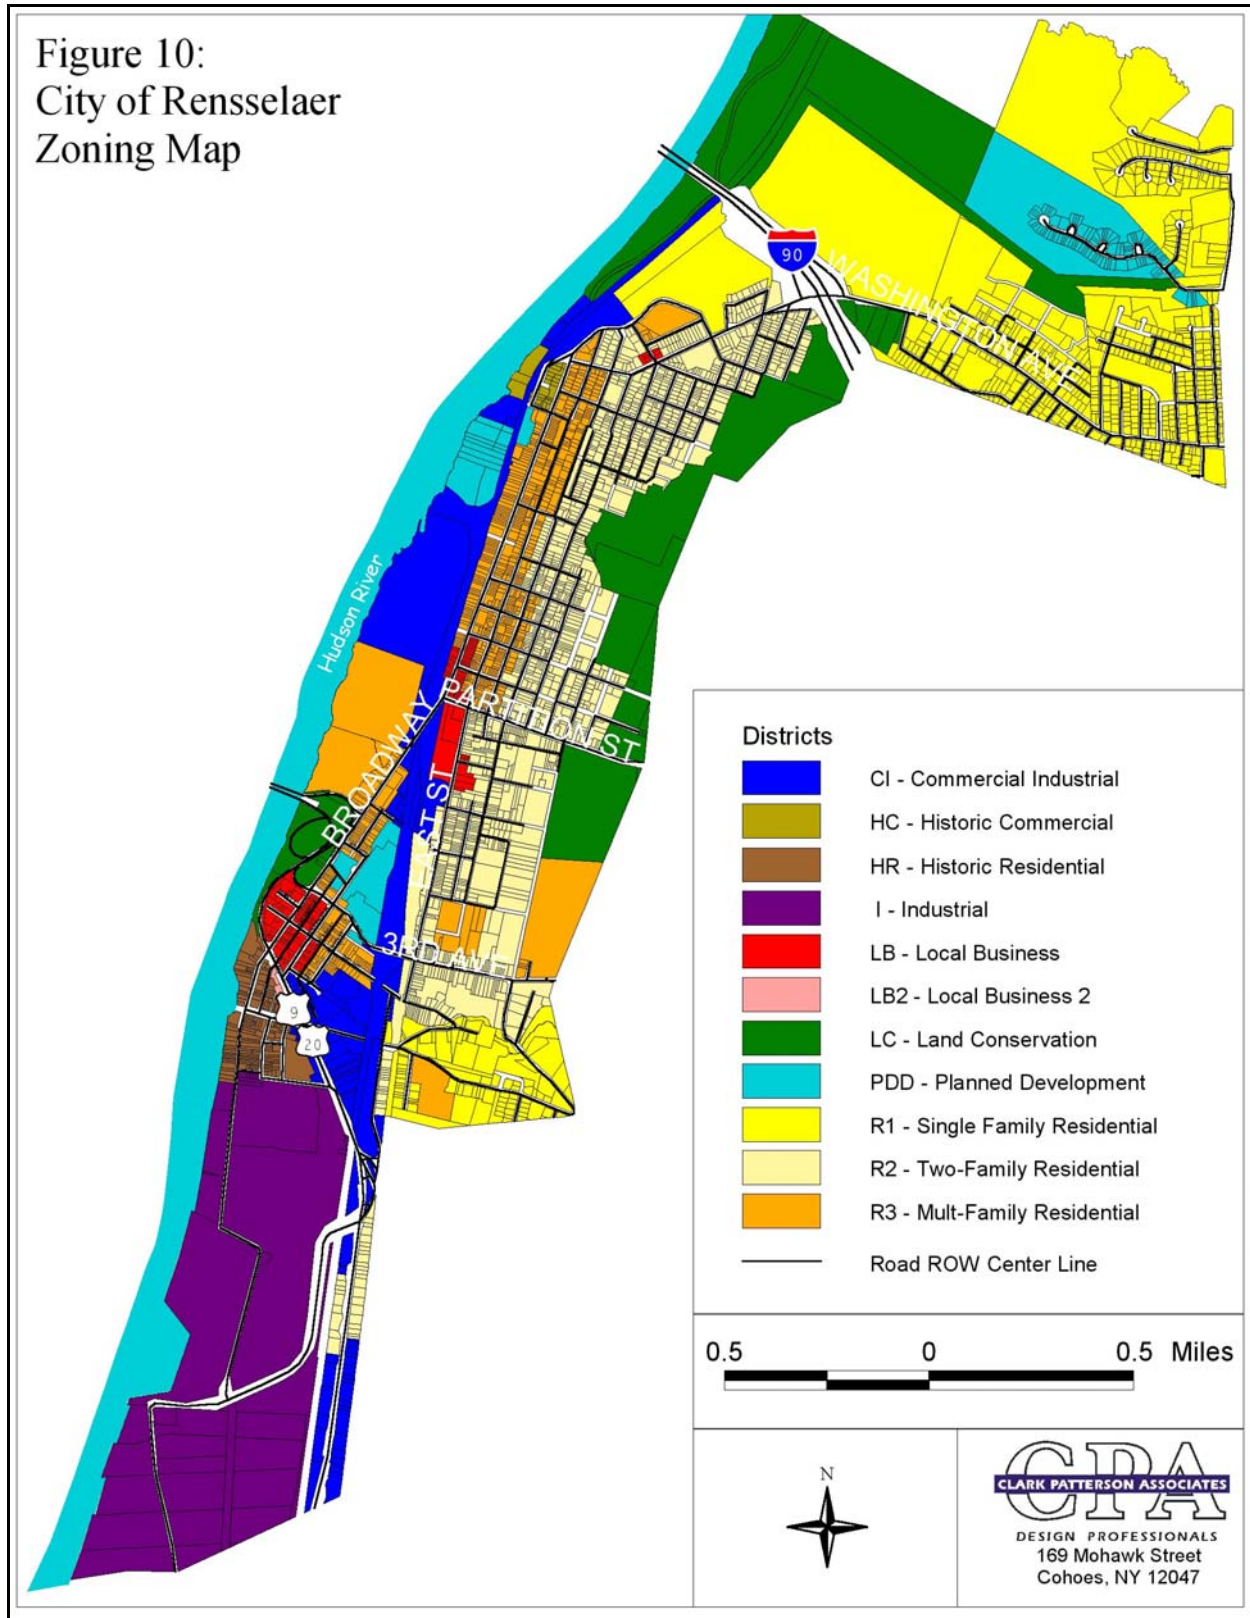 Figure 10:
City of Rensselaer
Zoning Map
90
WASHINGTON AVE
Hudson River
BROADWAY
PARTITION ST
EAST ST
3RD AVE
9
20
Districts
CI - Commercial Industrial
HC - Historic Commercial
HR - Historic Residential
I - Industrial
LB - Local Business
LB2 - Local Business 2
LC - Land Conservation
PDD - Planned Development
R1 - Single Family Residential
R2 - Two-Family Residential
R3 - Mult-Family Residential
Road ROW Center Line
0.5 0 0.5 Miles
N
CPA
CLARK PATTERSON ASSOCIATES
DESIGN PROFESSIONALS
169 Mohawk Street
Cohoes, NY 12047